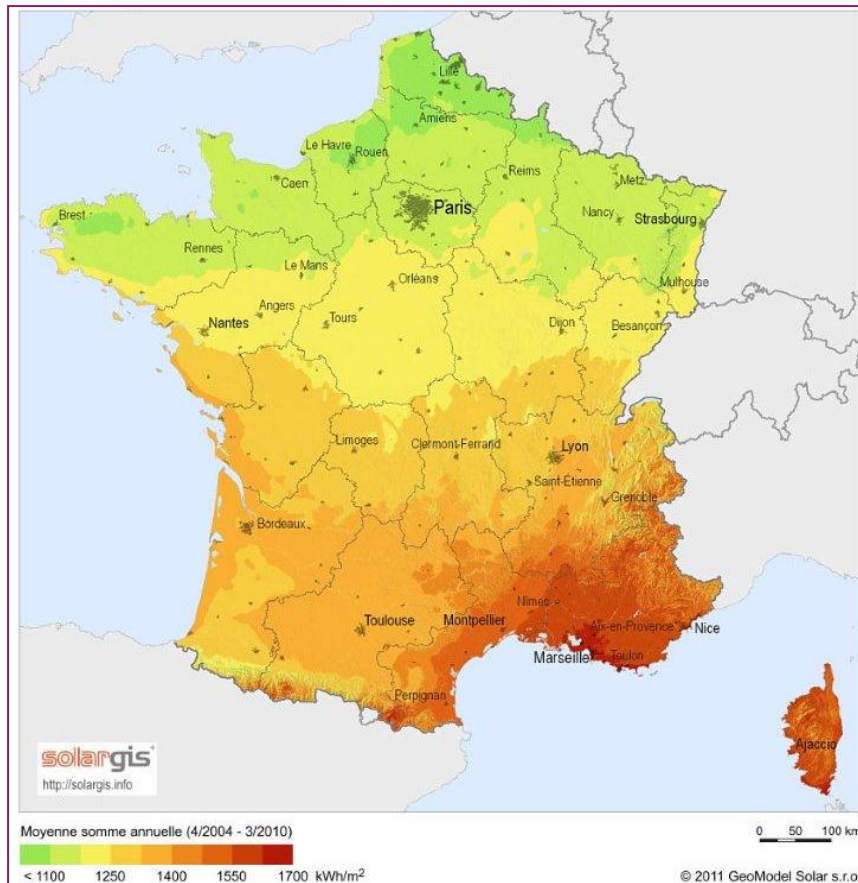 Lille
Amiens
Le Havre
Rouen
Caen
Reims
Metz
Paris
Nancy
Strasbourg
Brest
Rennes
Le Mans
Orléans
Mulhouse
Angers
Nantes
Tours
Dijon
Besançon
Limoges
Clermont-Ferrand
Lyon
Saint-Étienne
Grenoble
Bordeaux
Nîmes
Toulouse
Montpellier
Aix-en-Provence
Nice
Marseille
Toulon
Perpignan
Ajaccio
solargis
http://solargis.info
Moyenne somme annuelle (4/2004 - 3/2010)
0 50 100 km
< 1100 1250 1400 1550 1700 kWh/m²
© 2011 GeoModel Solar s.r.o.